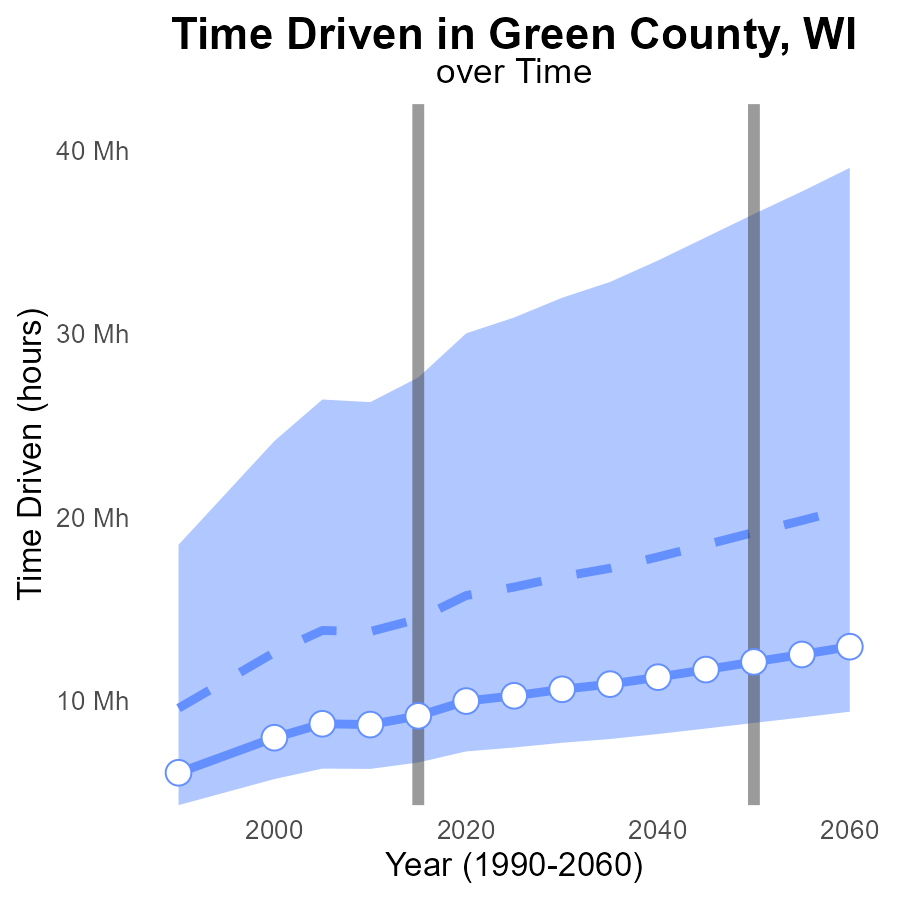 Time Driven in Green County, WI
over Time
40 Mh
30 Mh
20 Mh
10 Mh
Time Driven (hours)
2000
2020
2040
2060
Year (1990-2060)